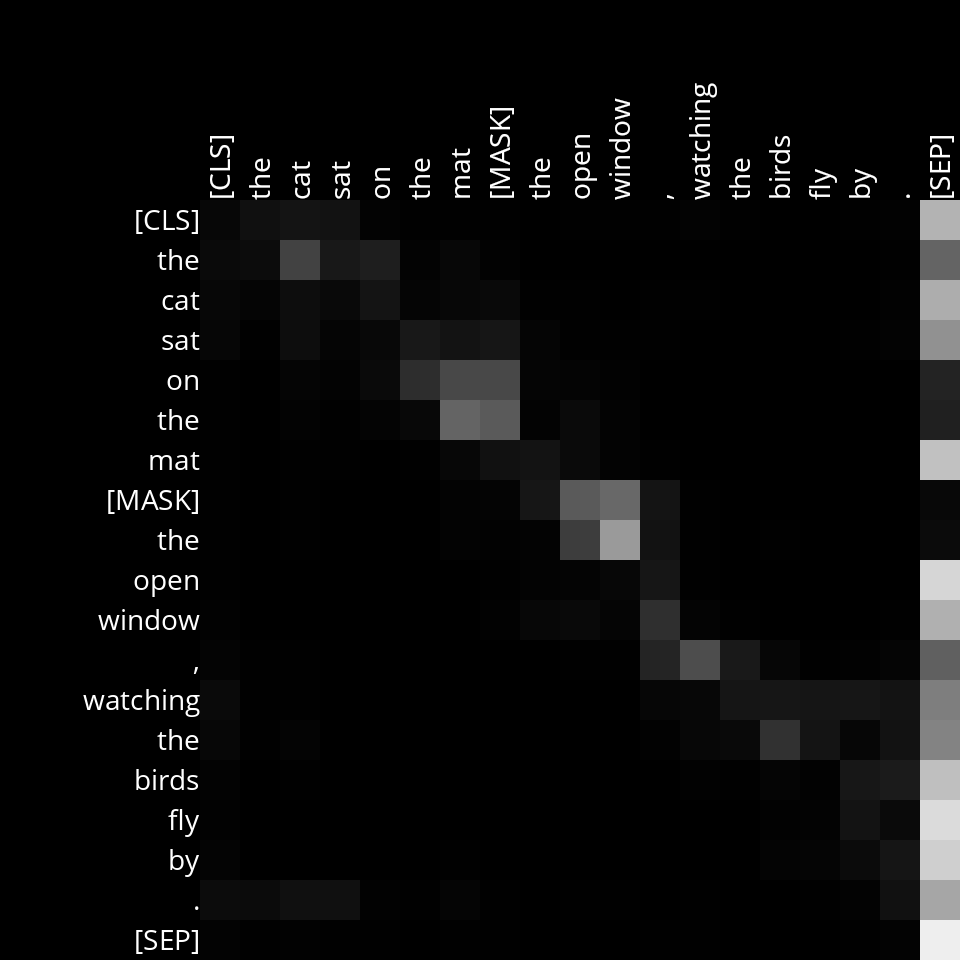 [CLS] the cat sat on the mat [MASK] the open window , watching the birds fly by . [SEP]
[CLS]
the
cat
sat
on
the
mat
[MASK]
the
open
window
,
watching
the
birds
fly
by
.
[SEP]